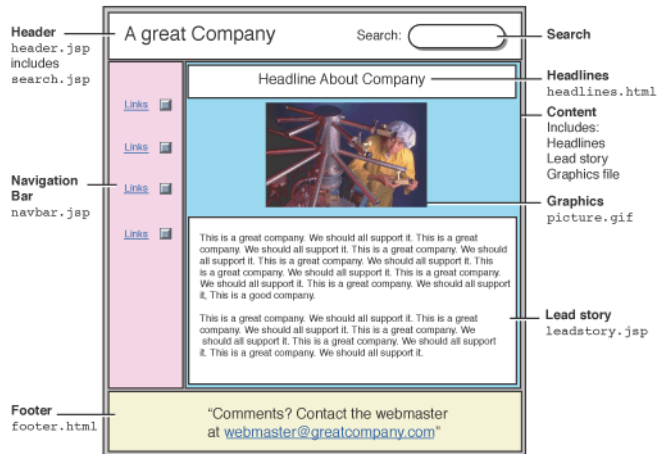 Header
header.jsp
includes
search.jsp
A great Company
Search:
Search
Headline About Company
Headlines
headlines.html
Content
Includes:
Headlines
Lead story
Graphics file
Links
Links
Links
Links
Navigation
Bar
navbar.jsp
Graphics
picture.gif
This is a great company. We should all support it. This is a great
company. We should all support it. This is a great company. We should
all support it. This is a great company. We should all support it. This
is a great company. We should all support it. This is a great company.
We should all support it. This is a great company. We should all support
it, This is a good company.
This is a great company. We should all support it. This is a great
company. We should all support it. This is a great company. We
should all support it. This is a great company. We should all support
it. This is a great company. We should all support it.
Lead story
leadstory.jsp
Footer
footer.html
“Comments? Contact the webmaster
at webmaster@greatcompany.com”